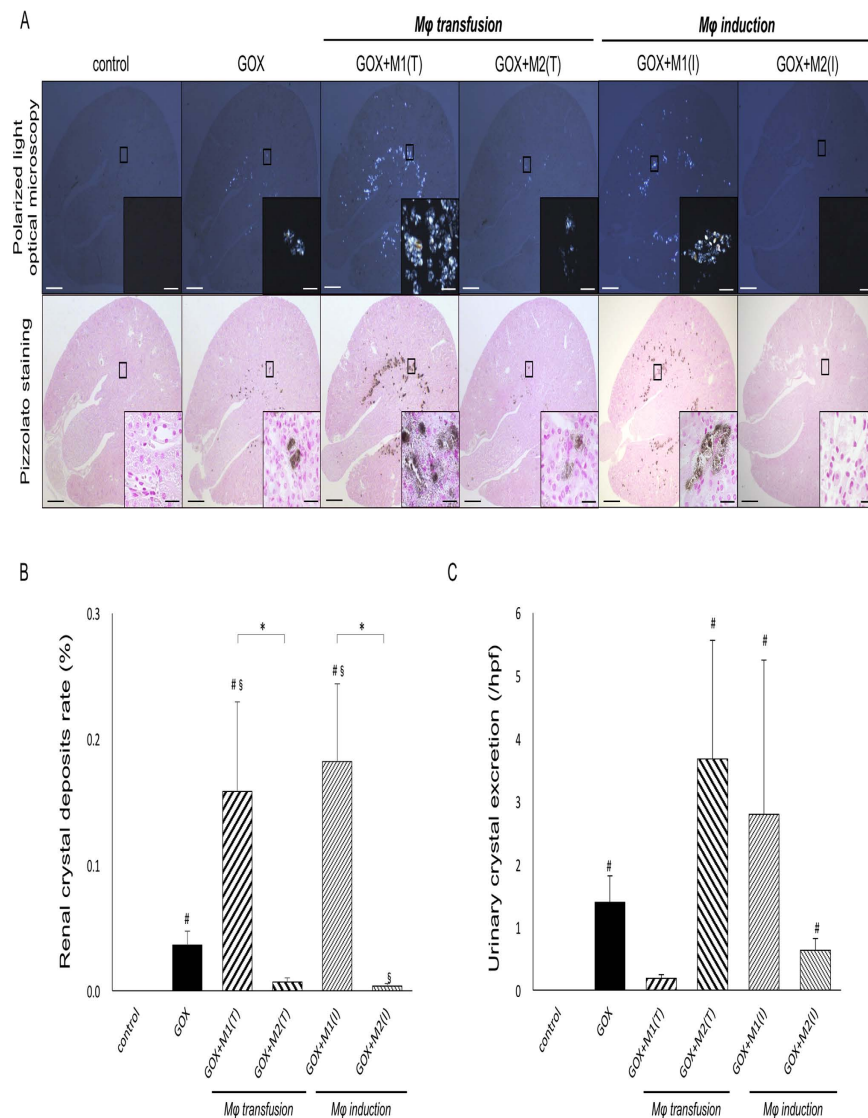 A
Mφ transfusion
Mφ induction
control
GOX
GOX+M1(T)
GOX+M2(T)
GOX+M1(I)
GOX+M2(I)
Polarized light
optical microscopy
Pizzolato staining
B
Renal crystal deposits rate (%)
0.3
0.2
0.1
0.0
#
# §
*
# §
*
§
control
GOX
GOX+M1(T)
GOX+M2(T)
GOX+M1(I)
GOX+M2(I)
Mφ transfusion
Mφ induction
C
Urinary crystal excretion (/hpf)
6
5
4
3
2
1
0
#
#
#
#
control
GOX
GOX+M1(T)
GOX+M2(T)
GOX+M1(I)
GOX+M2(I)
Mφ transfusion
Mφ induction